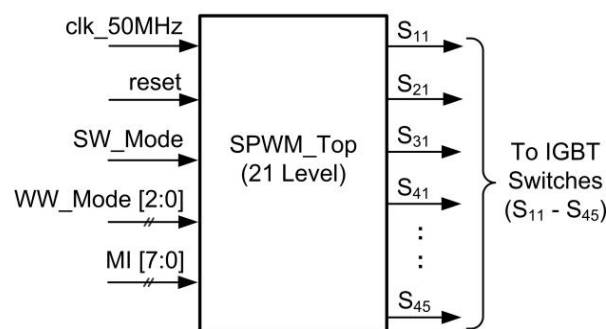 clk_50MHz
reset
SW_Mode
WW_Mode [2:0]
MI [7:0]
SPWM_Top
(21 Level)
S11
S21
S31
S41
S45
To IGBT
Switches
(S11 - S45)